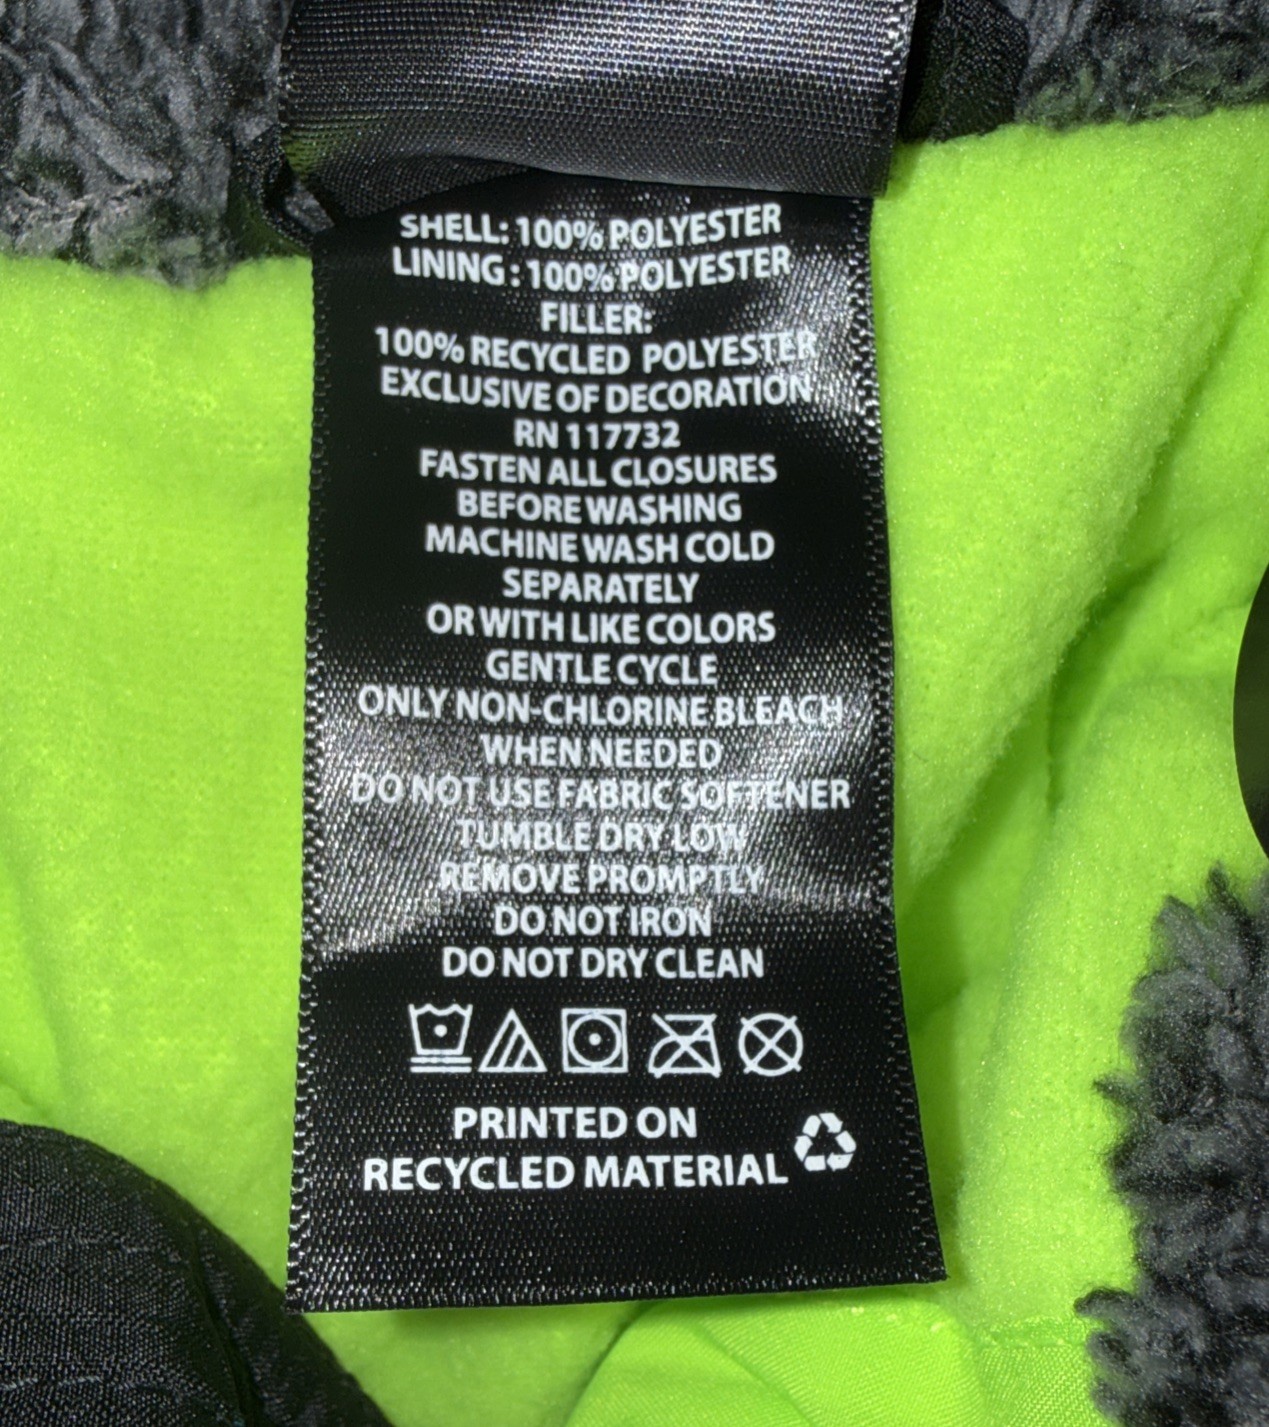 SHELL: 100% POLYESTER
LINING: 100% POLYESTER
FILLER:
100% RECYCLED POLYESTER
EXCLUSIVE OF DECORATION
RN 117732
FASTEN ALL CLOSURES
BEFORE WASHING
MACHINE WASH COLD
SEPARATELY
OR WITH LIKE COLORS
GENTLE CYCLE
ONLY NON-CHLORINE BLEACH
WHEN NEEDED
DO NOT USE FABRIC SOFTENER
TUMBLE DRY LOW
REMOVE PROMPTLY
DO NOT IRON
DO NOT DRY CLEAN
PRINTED ON
RECYCLED MATERIAL